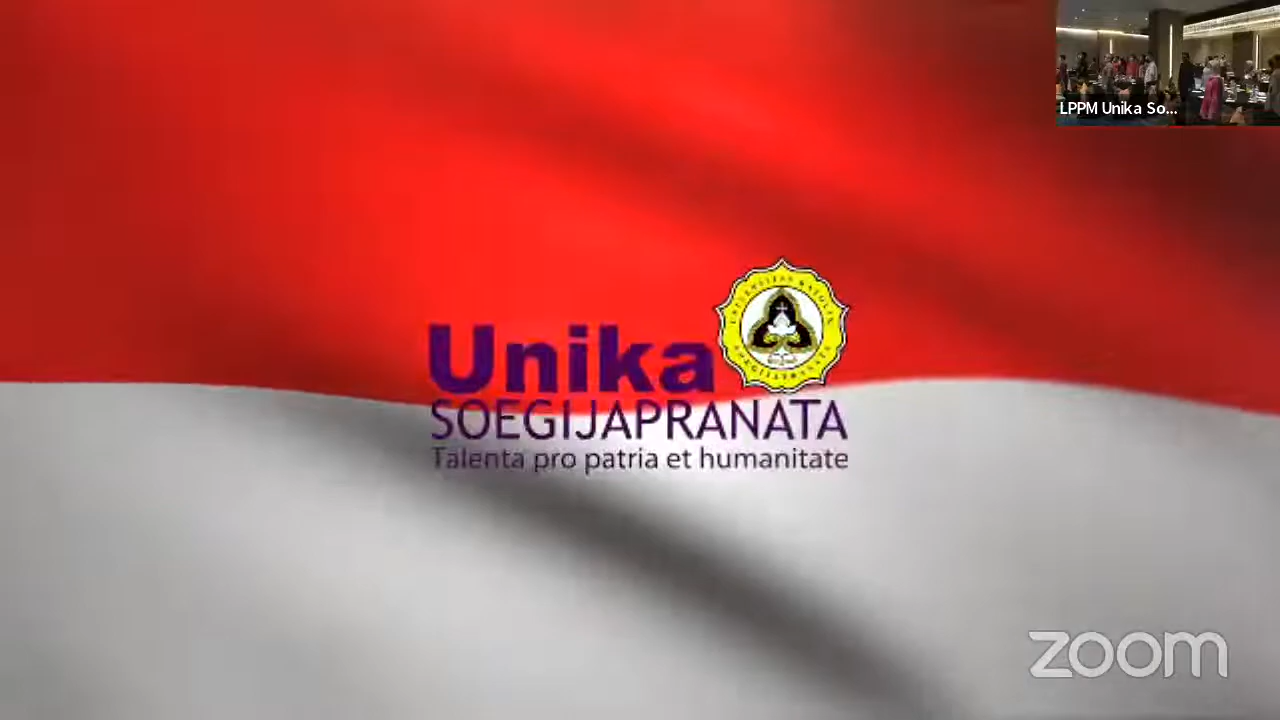 LPPM Unika So...
Unika
SOEGIJAPRANATA
Talenta pro patria et humanitate
zoom